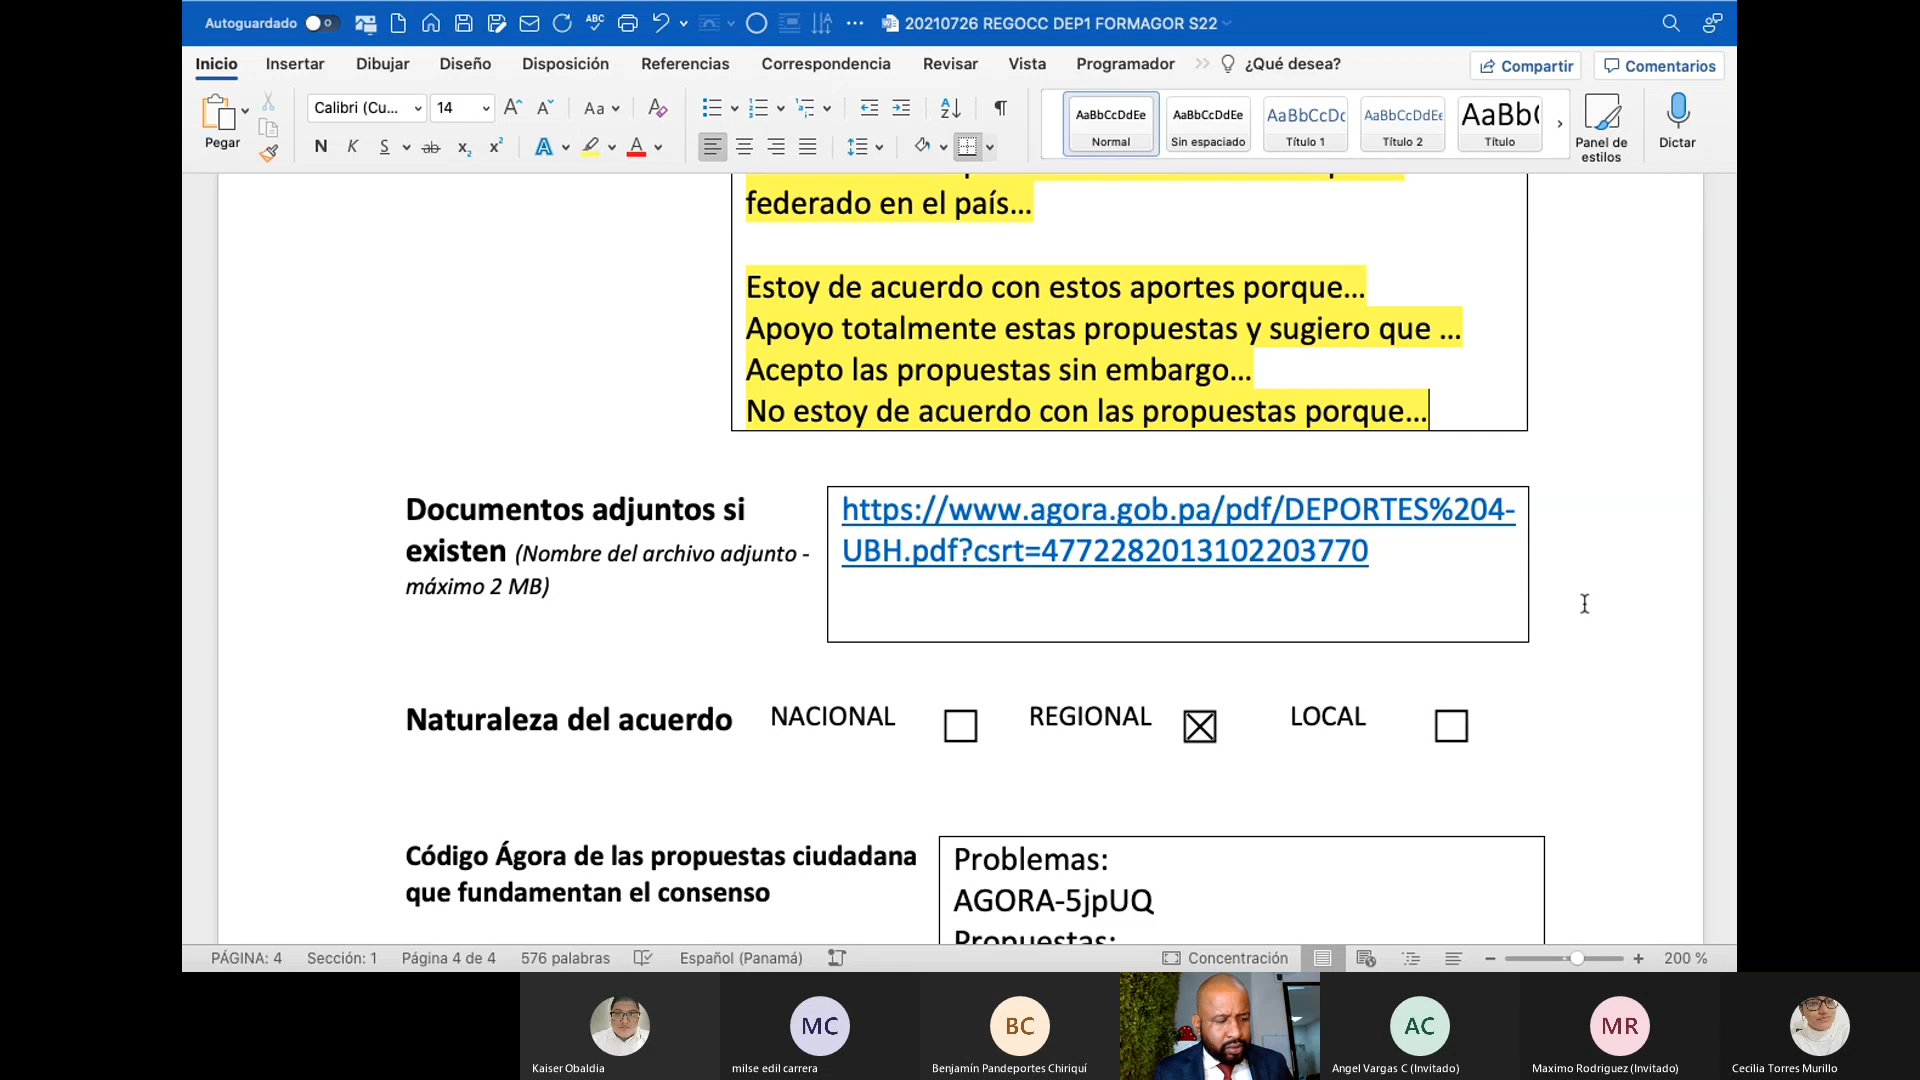 Autoguardado
20210726 REGOCC DEP1 FORMAGOR S22
Inicio Insertar Dibujar Diseño Disposición Referencias Correspondencia Revisar Vista Programador ¿Qué desea? Compartir Comentarios
Pegar
Calibri (Cu... 14
AaBbCcDdEe Normal
AaBbCcDdEe Sin espaciado
AaBbCcDc Título 1
AaBbCcDdEe Título 2
AaBb( Título
Panel de estilos
Dictar
federado en el país...
Estoy de acuerdo con estos aportes porque...
Apoyo totalmente estas propuestas y sugiero que ...
Acepto las propuestas sin embargo...
No estoy de acuerdo con las propuestas porque...
Documentos adjuntos si
existen (Nombre del archivo adjunto -
máximo 2 MB)
https://www.agora.gob.pa/pdf/DEPORTES%204-
UBH.pdf?csrt=4772282013102203770
Naturaleza del acuerdo NACIONAL REGIONAL LOCAL
Código Ágora de las propuestas ciudadana
que fundamentan el consenso
Problemas:
AGORA-5jpUQ
Propuestas:
PÁGINA: 4 Sección: 1 Página 4 de 4 576 palabras Español (Panamá) Concentración 200 %
MC BC AC MR
Kaiser Obaldia milse edil carrera Benjamín Pandeportes Chiriquí Angel Vargas C (Invitado) Maximo Rodriguez (Invitado) Cecilia Torres Murillo